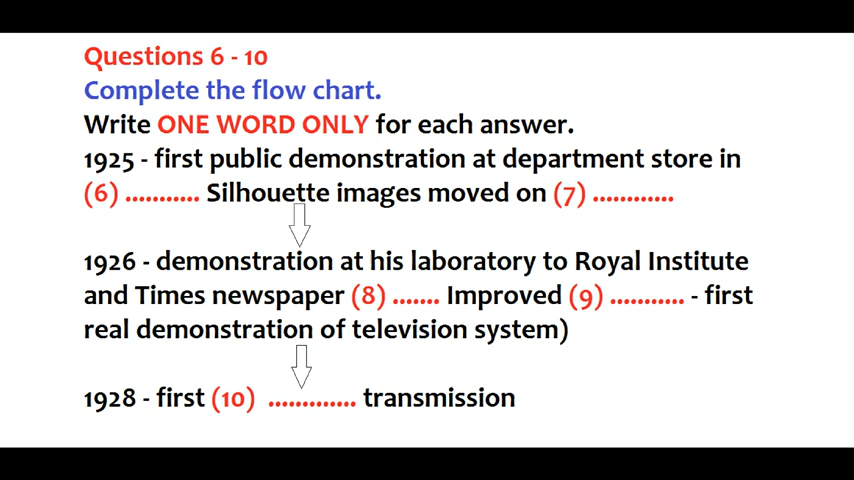 Questions 6 - 10
Complete the flow chart.
Write ONE WORD ONLY for each answer.
1925 - first public demonstration at department store in
(6) ........... Silhouette images moved on (7) ............
1926 - demonstration at his laboratory to Royal Institute
and Times newspaper (8) ....... Improved (9) ........... - first
real demonstration of television system)
1928 - first (10) ............. transmission